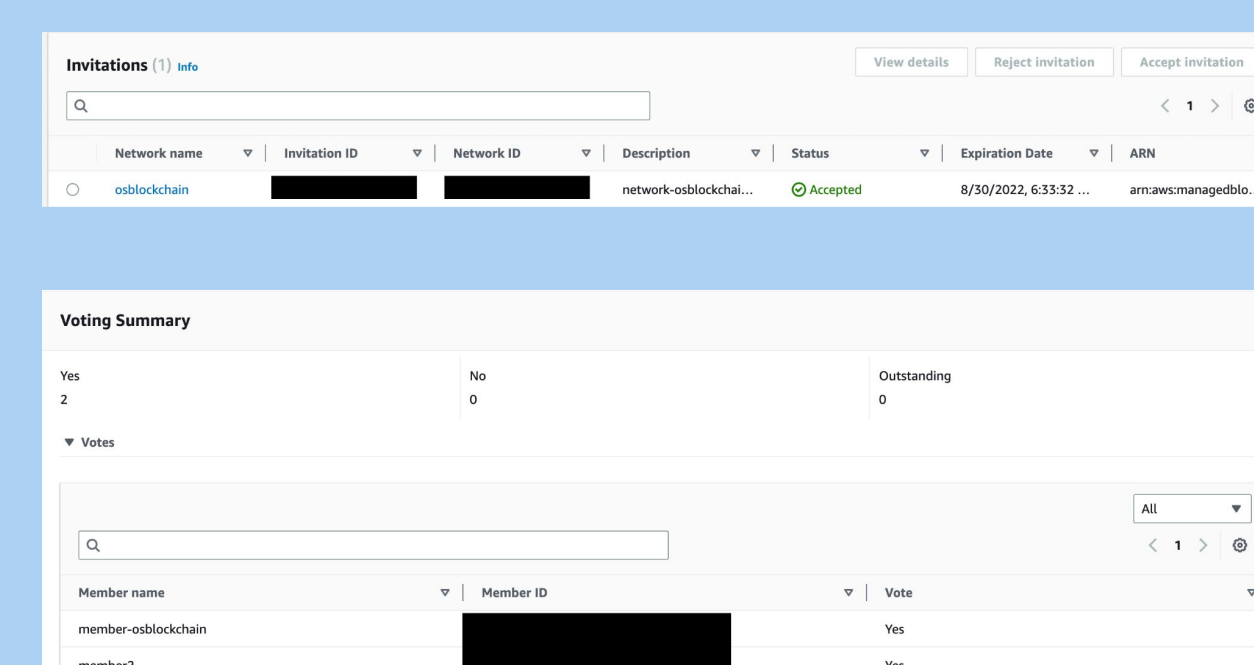 Invitations (1) Info
View details Reject invitation Accept invitation
1
Network name Invitation ID Network ID Description Status Expiration Date ARN
osblockchain network-osblockchai... Accepted 8/30/2022, 6:33:32 ... arn:aws:managedblo...
Voting Summary
Yes No Outstanding
2 0 0
Votes
All
1
Member name Member ID Vote
member-osblockchain Yes
member2 Yes